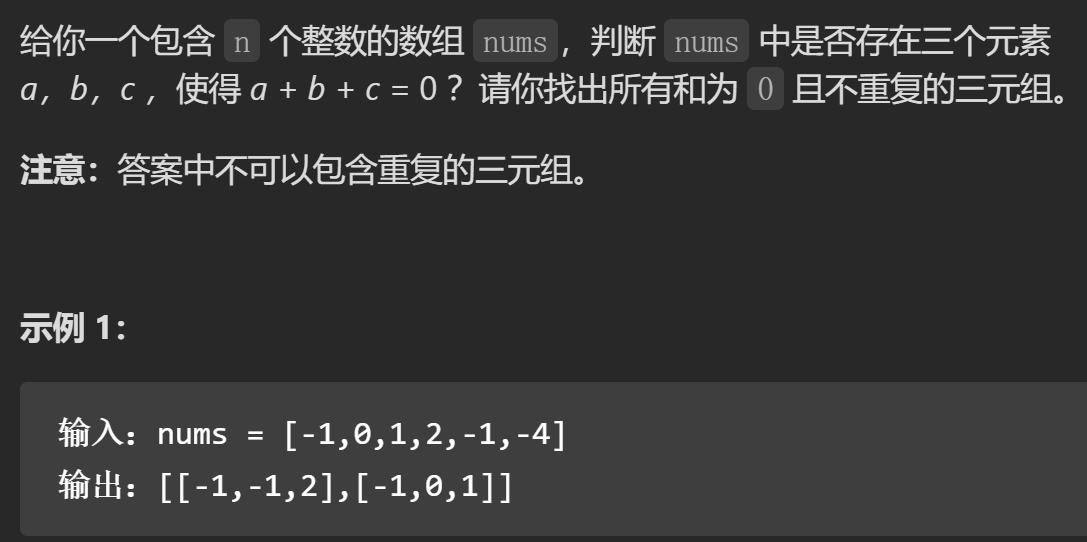 给你一个包含 n 个整数的数组 nums，判断 nums 中是否存在三个元素
a，b，c ，使得 a + b + c = 0 ？请你找出所有和为 0 且不重复的三元组。
注意：答案中不可以包含重复的三元组。
示例 1：
输入：nums = [-1,0,1,2,-1,-4]
输出：[[-1,-1,2],[-1,0,1]]